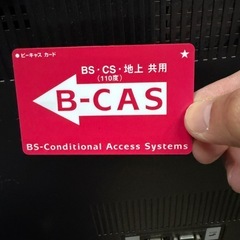 ● ビーキャス カード
★
BS・CS・地上 共用
(110度)
B-CAS
BS-Conditional Access Systems